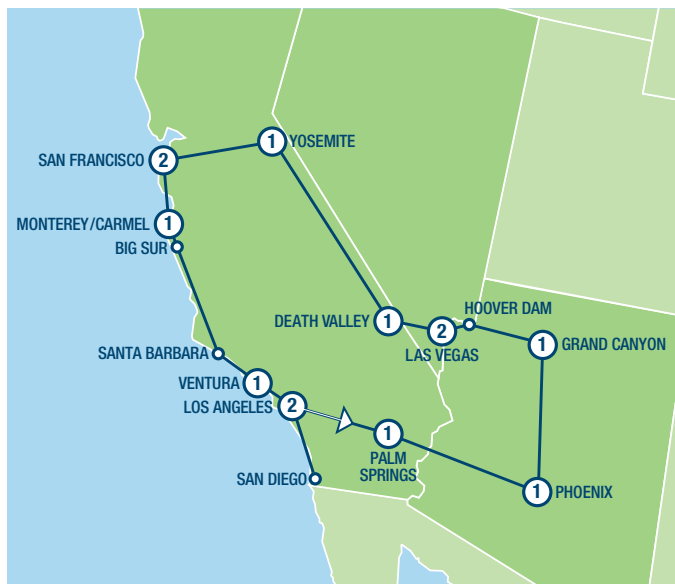 1
YOSEMITE
SAN FRANCISCO
2
MONTEREY/CARMEL
1
BIG SUR
HOOVER DAM
DEATH VALLEY
1
2
LAS VEGAS
1
GRAND CANYON
SANTA BARBARA
VENTURA
1
LOS ANGELES
2
1
PALM
SPRINGS
SAN DIEGO
1
PHOENIX